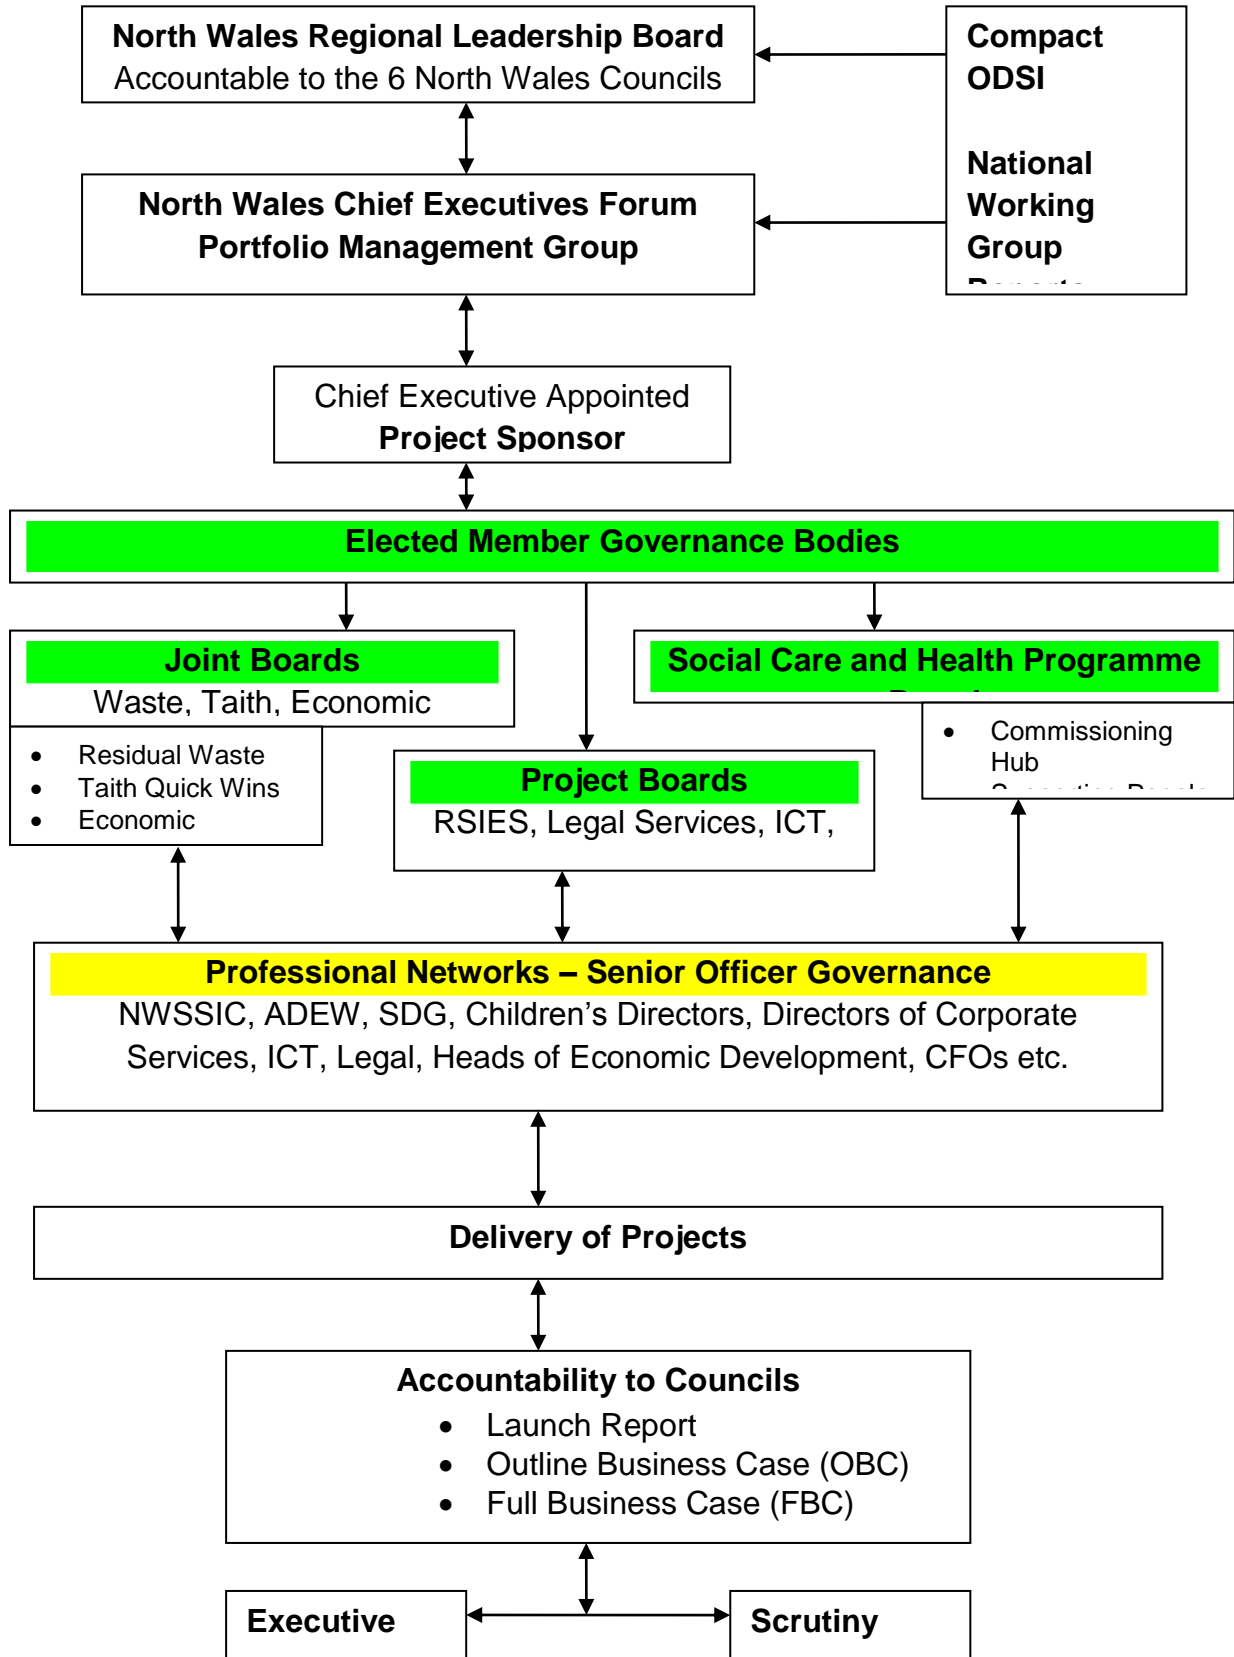 North Wales Regional Leadership Board
Accountable to the 6 North Wales Councils
Compact
ODSI
National
Working
Group
North Wales Chief Executives Forum
Portfolio Management Group
Chief Executive Appointed
Project Sponsor
Elected Member Governance Bodies
Joint Boards
Waste, Taith, Economic
• Residual Waste
• Taith Quick Wins
• Economic
Project Boards
RSIES, Legal Services, ICT,
Social Care and Health Programme
• Commissioning
Hub
Professional Networks – Senior Officer Governance
NWSSIC, ADEW, SDG, Children's Directors, Directors of Corporate
Services, ICT, Legal, Heads of Economic Development, CFOs etc.
Delivery of Projects
Accountability to Councils
• Launch Report
• Outline Business Case (OBC)
• Full Business Case (FBC)
Executive
Scrutiny